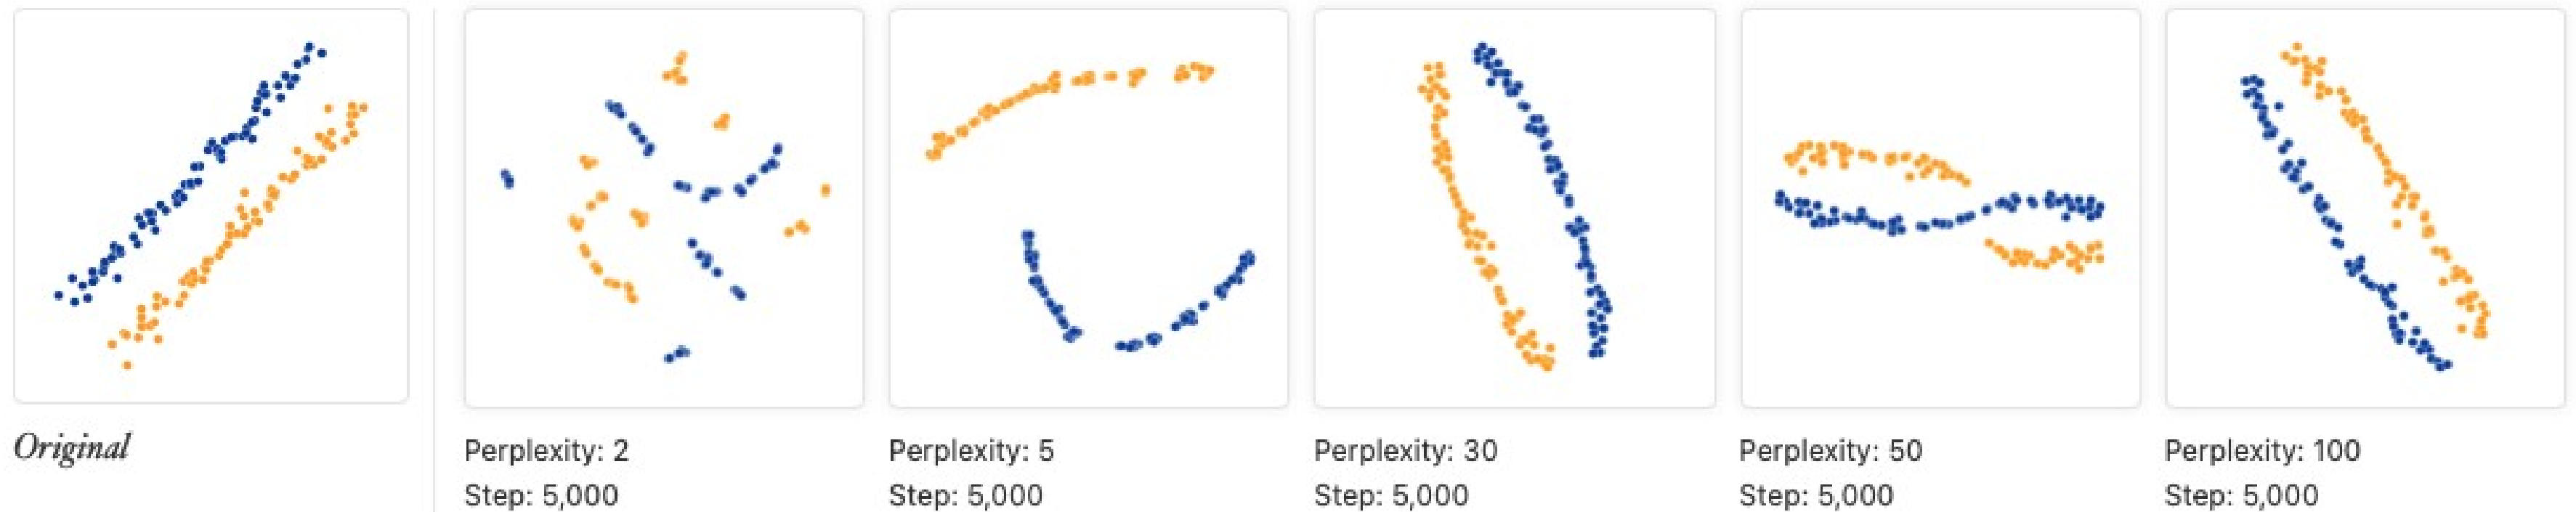 Original
Perplexity: 2
Step: 5,000
Perplexity: 5
Step: 5,000
Perplexity: 30
Step: 5,000
Perplexity: 50
Step: 5,000
Perplexity: 100
Step: 5,000